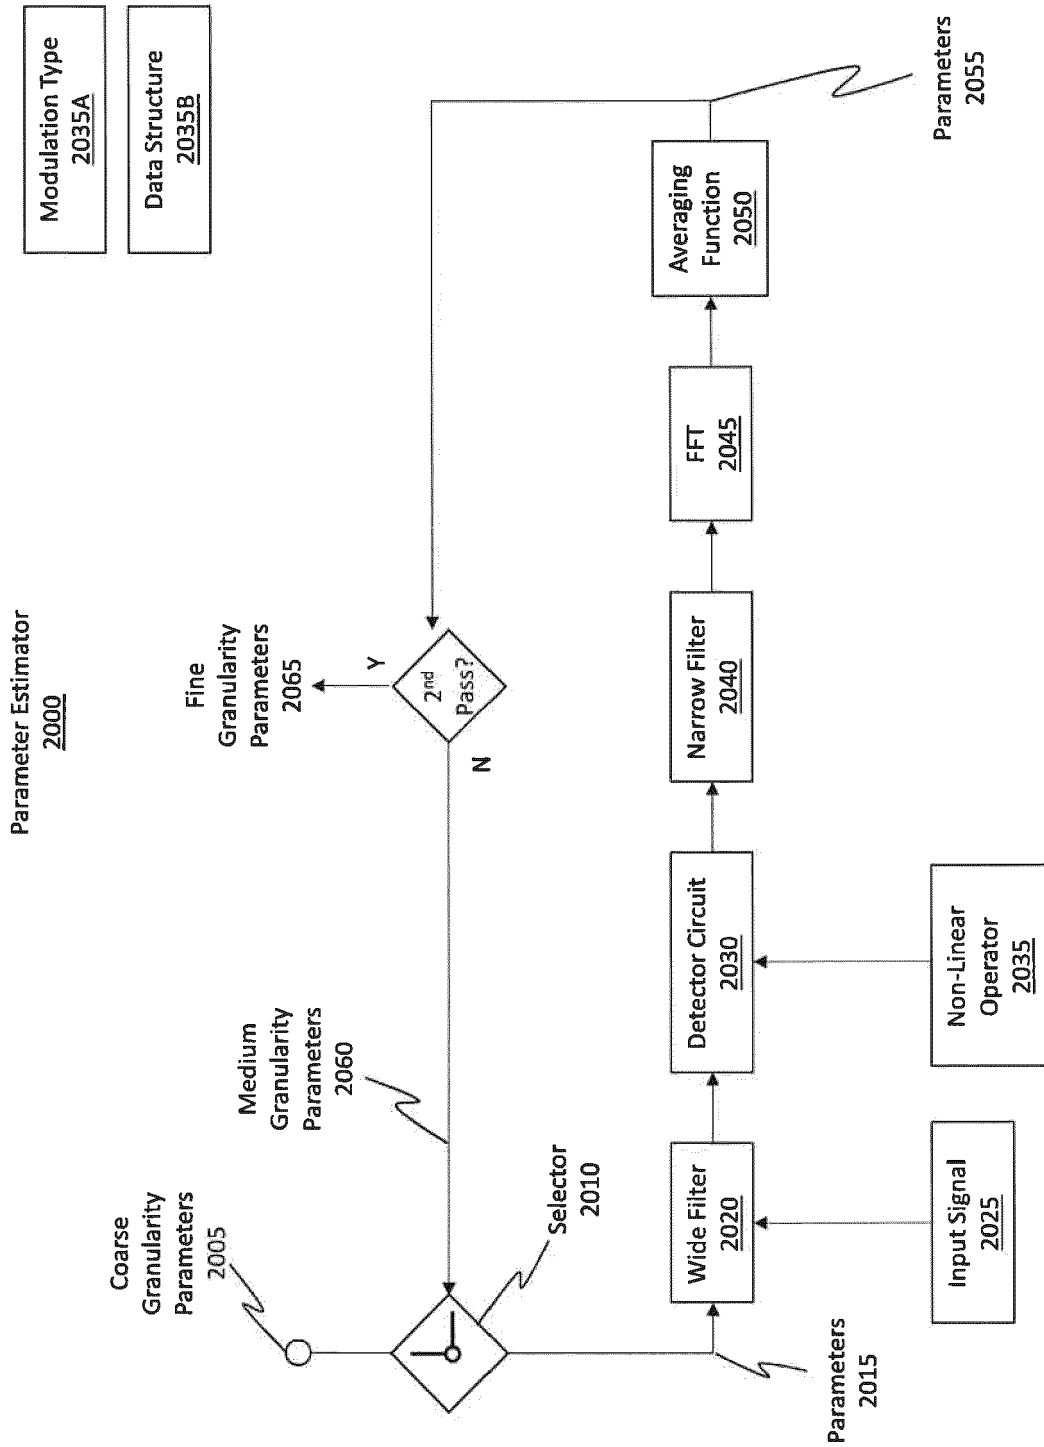 Parameter Estimator
2000
Modulation Type
2035A
Data Structure
2035B
Coarse
Granularity
Parameters
2005
Medium
Granularity
Parameters
2060
Fine
Granularity
Parameters
2065
Y
2nd
Pass?
N
Selector
2010
Parameters
2015
Wide Filter
2020
Input Signal
2025
Detector Circuit
2030
Non-Linear
Operator
2035
Narrow Filter
2040
FFT
2045
Averaging
Function
2050
Parameters
2055